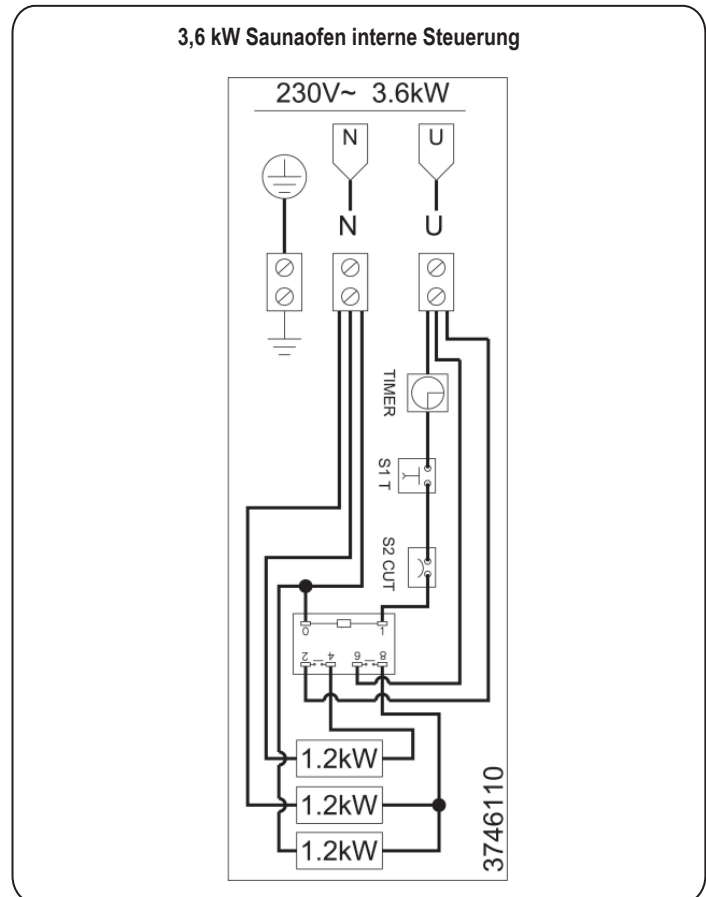 3,6 kW Saunaofen interne Steuerung
230V~ 3.6kW
N U
N U
TIMER
S1 T
S2 CUT
0 1
2 4 6 8
1.2kW
1.2kW
1.2kW
3746110